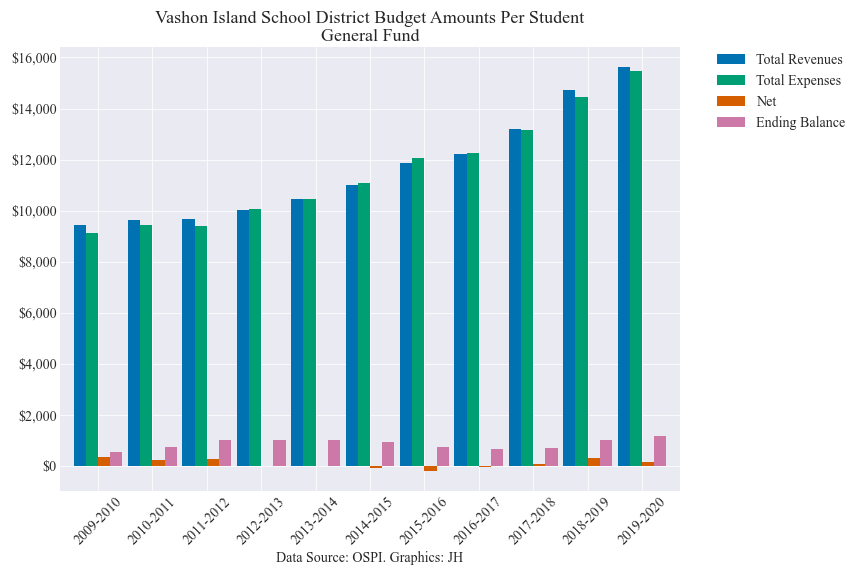 Vashon Island School District Budget Amounts Per Student
General Fund
$16,000
$14,000
$12,000
$10,000
$8,000
$6,000
$4,000
$2,000
$0
2009-2010
2010-2011
2011-2012
2012-2013
2013-2014
2014-2015
2015-2016
2016-2017
2017-2018
2018-2019
2019-2020
Data Source: OSPI. Graphics: JH
Total Revenues
Total Expenses
Net
Ending Balance